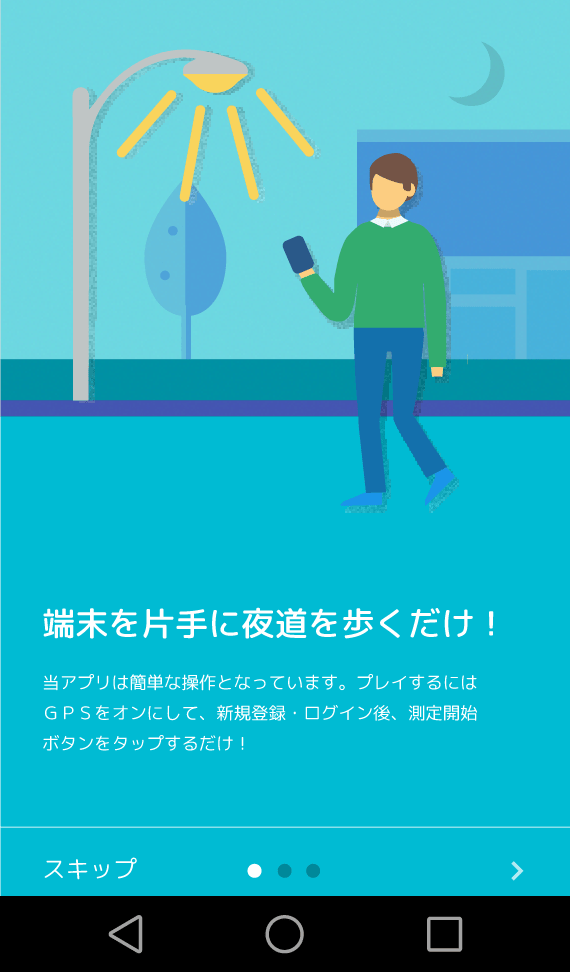 端末を片手に夜道を歩くだけ！
当アプリは簡単な操作となっています。プレイするには
ＧＰＳをオンにして、新規登録・ログイン後、測定開始
ボタンをタップするだけ！
スキップ